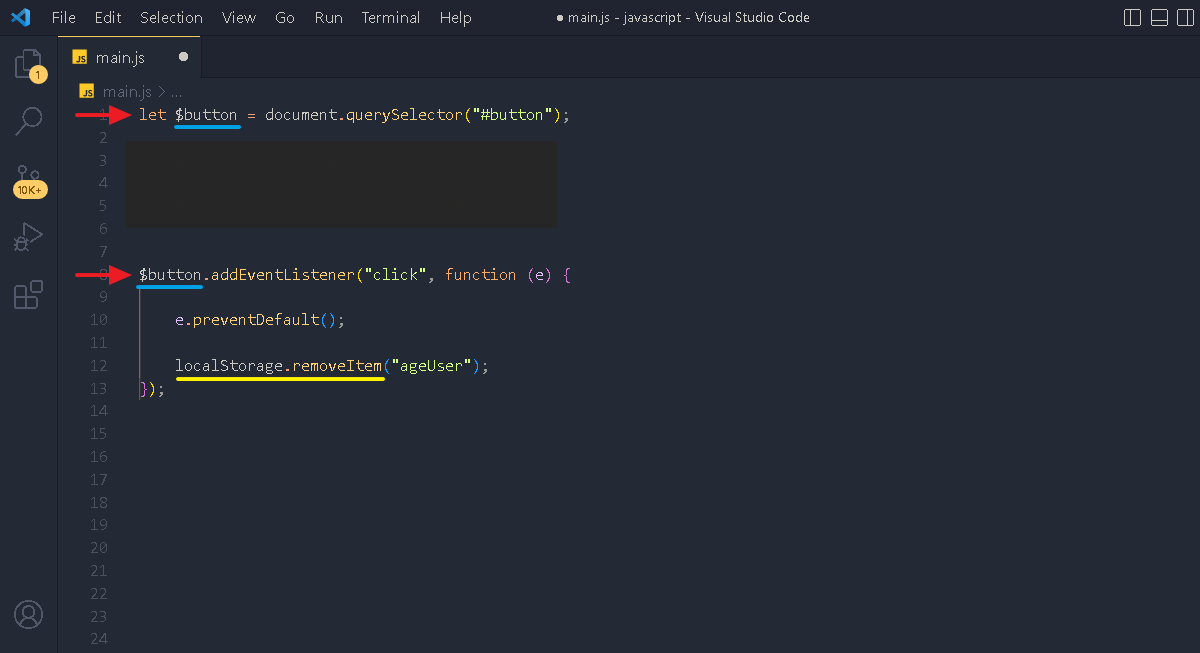 File Edit Selection View Go Run Terminal Help ● main.js - javascript - Visual Studio Code
JS main.js ●
1
JS main.js > ...
1 let $button = document.querySelector("#button");
2
3
4
5
6
7
8 $button.addEventListener("click", function (e) {
9
10 e.preventDefault();
11
12 localStorage.removeItem("ageUser");
13 });
14
15
16
17
18
19
20
21
22
23
24
10K+